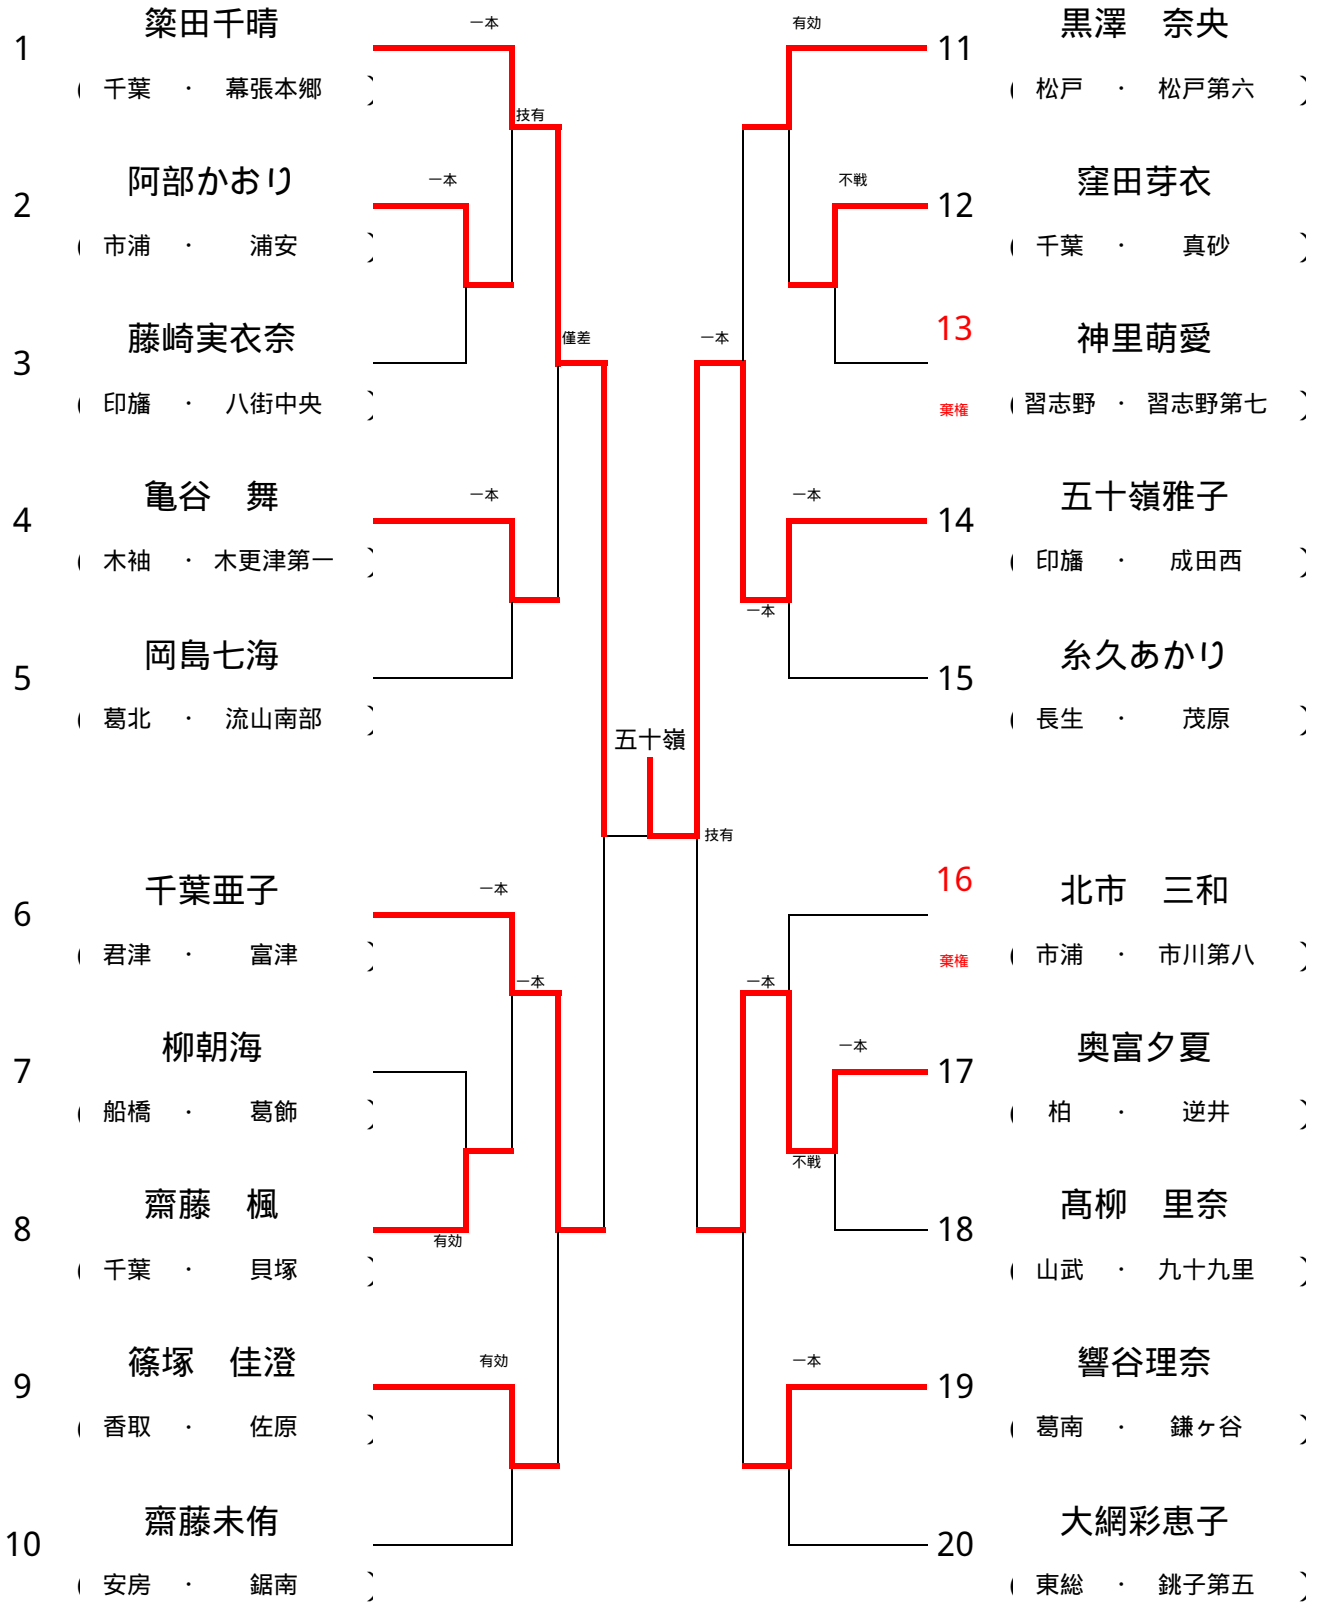 簗田千晴
一本
1
( 千葉 ・ 幕張本郷 )
技有
阿部かおり
一本
2
( 市浦 ・ 浦安 )
藤崎実衣奈
僅差
3
( 印旛 ・ 八街中央 )
亀谷　舞
一本
4
( 木袖 ・ 木更津第一 )
岡島七海
5
( 葛北 ・ 流山南部 )
千葉亜子
一本
6
( 君津 ・ 富津 )
一本
柳朝海
7
( 船橋 ・ 葛飾 )
齋藤　楓
8
有効
( 千葉 ・ 貝塚 )
篠塚　佳澄
有効
9
( 香取 ・ 佐原 )
齋藤未侑
10
( 安房 ・ 鋸南 )
五十嶺
技有
有効
黒澤　奈央
11
( 松戸 ・ 松戸第六 )
不戦
窪田芽衣
12
( 千葉 ・ 真砂 )
一本
13
神里萌愛
棄権
( 習志野 ・ 習志野第七 )
一本
五十嶺雅子
14
( 印旛 ・ 成田西 )
一本
糸久あかり
15
( 長生 ・ 茂原 )
16
北市　三和
棄権
( 市浦 ・ 市川第八 )
一本
一本
奥富夕夏
17
( 柏 ・ 逆井 )
不戦
髙柳　里奈
18
( 山武 ・ 九十九里 )
一本
響谷理奈
19
( 葛南 ・ 鎌ヶ谷 )
大網彩恵子
20
( 東総 ・ 銚子第五 )